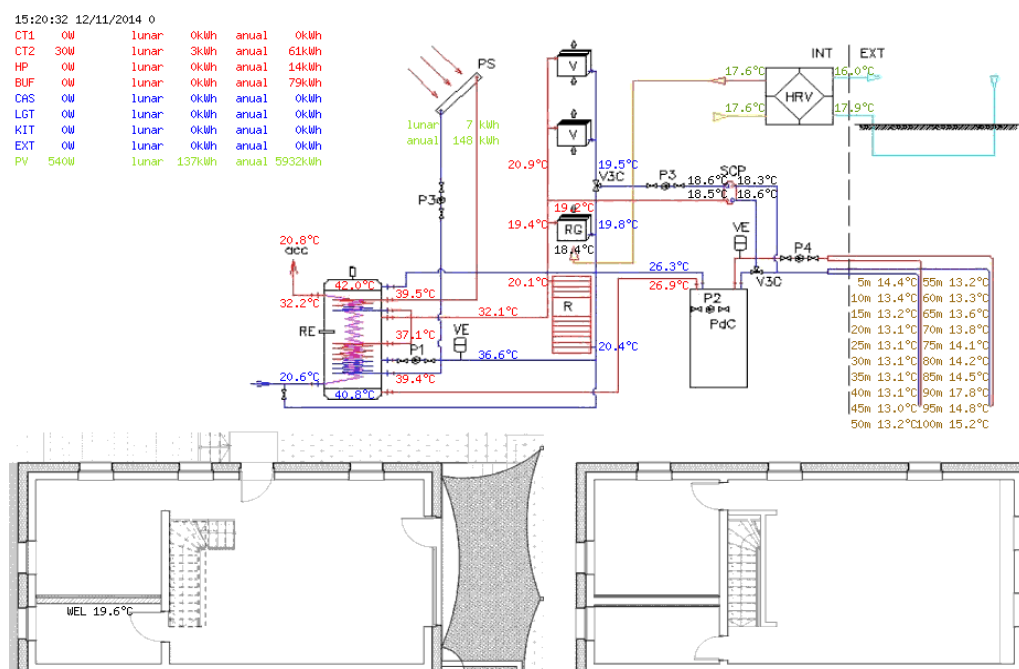 15:20:32 12/11/2014 0
CT1 0W lunar 0kWh anual 0kWh
CT2 30W lunar 3kWh anual 61kWh
HP 0W lunar 0kWh anual 14kWh
BUF 0W lunar 0kWh anual 79kWh
CAS 0W lunar 0kWh anual 0kWh
LGT 0W lunar 0kWh anual 0kWh
KIT 0W lunar 0kWh anual 0kWh
EXT 0W lunar 0kWh anual 0kWh
PV 540W lunar 137kWh anual 5932kWh
PS
lunar 7 kWh
anual 148 kWh
P3
V
V
20.9°C
19.5°C
V3C
P3
18.6°C
SCP
18.3°C
18.5°C
18.6°C
19.2°C
19.4°C
RG
19.8°C
18.4°C
INT
EXT
17.6°C
HRV
16.0°C
17.6°C
17.9°C
VE
P4
V3C
20.8°C
acc
42.0°C
32.2°C
39.5°C
RE
37.1°C
32.1°C
P1
VE
36.6°C
20.6°C
39.4°C
40.8°C
26.3°C
26.9°C
20.1°C
R
20.4°C
P2
PdC
5m 14.4°C 55m 13.2°C
10m 13.4°C 60m 13.3°C
15m 13.2°C 65m 13.6°C
20m 13.1°C 70m 13.8°C
25m 13.1°C 75m 14.1°C
30m 13.1°C 80m 14.2°C
35m 13.1°C 85m 14.5°C
40m 13.1°C 90m 17.8°C
45m 13.0°C 95m 14.8°C
50m 13.2°C 100m 15.2°C
WEL 19.6°C